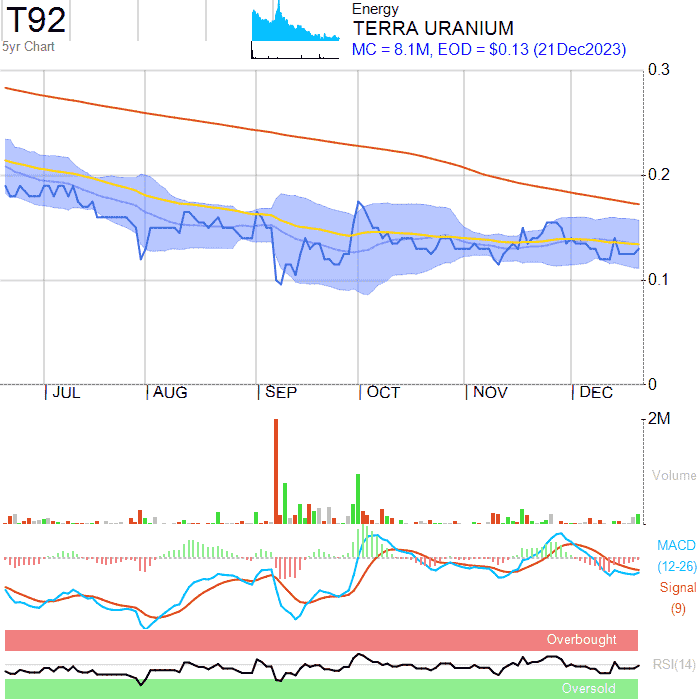 T92
5yr Chart
Energy
TERRA URANIUM
MC = 8.1M, EOD = $0.13 (21Dec2023)
0.3
0.2
0.1
0
JUL AUG SEP OCT NOV DEC
2M
Volume
MACD
(12-26)
Signal
(9)
Overbought
RSI(14)
Oversold